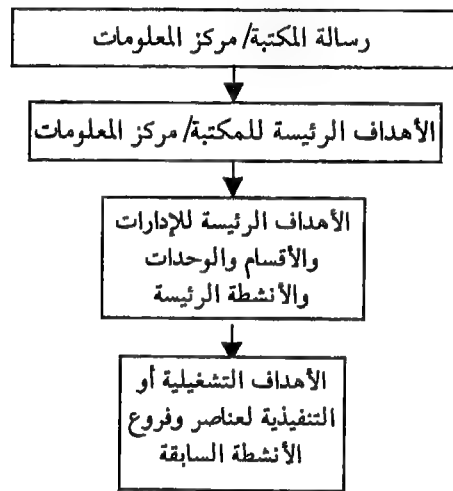 رسالة المكتبة/مركز المعلومات
الأهداف الرئيسة للمكتبة/مركز المعلومات
الأهداف الرئيسة للإدارات
والأقسام والوحدات
والأنشطة الرئيسة
الأهداف التشغيلية أو
التنفيذية لعناصر وفروع
الأنشطة السابقة